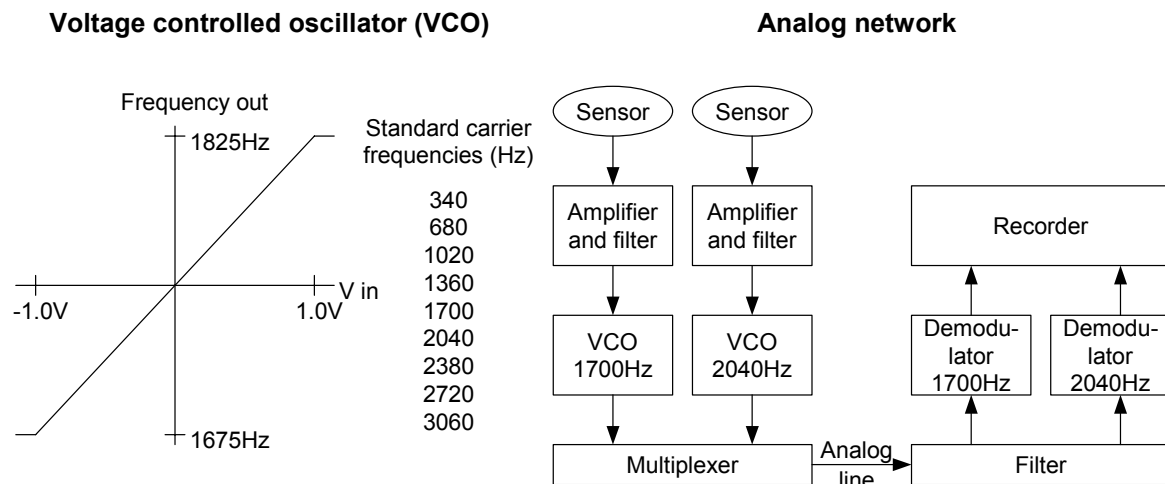 Voltage controlled oscillator (VCO)
Frequency out
1825Hz
V in
-1.0V
1.0V
1675Hz
Standard carrier
frequencies (Hz)
340
680
1020
1360
1700
2040
2380
2720
3060
Analog network
Sensor
Sensor
Amplifier
and filter
Amplifier
and filter
VCO
1700Hz
VCO
2040Hz
Multiplexer
Analog
line
Recorder
Demodu-
lator
1700Hz
Demodu-
lator
2040Hz
Filter